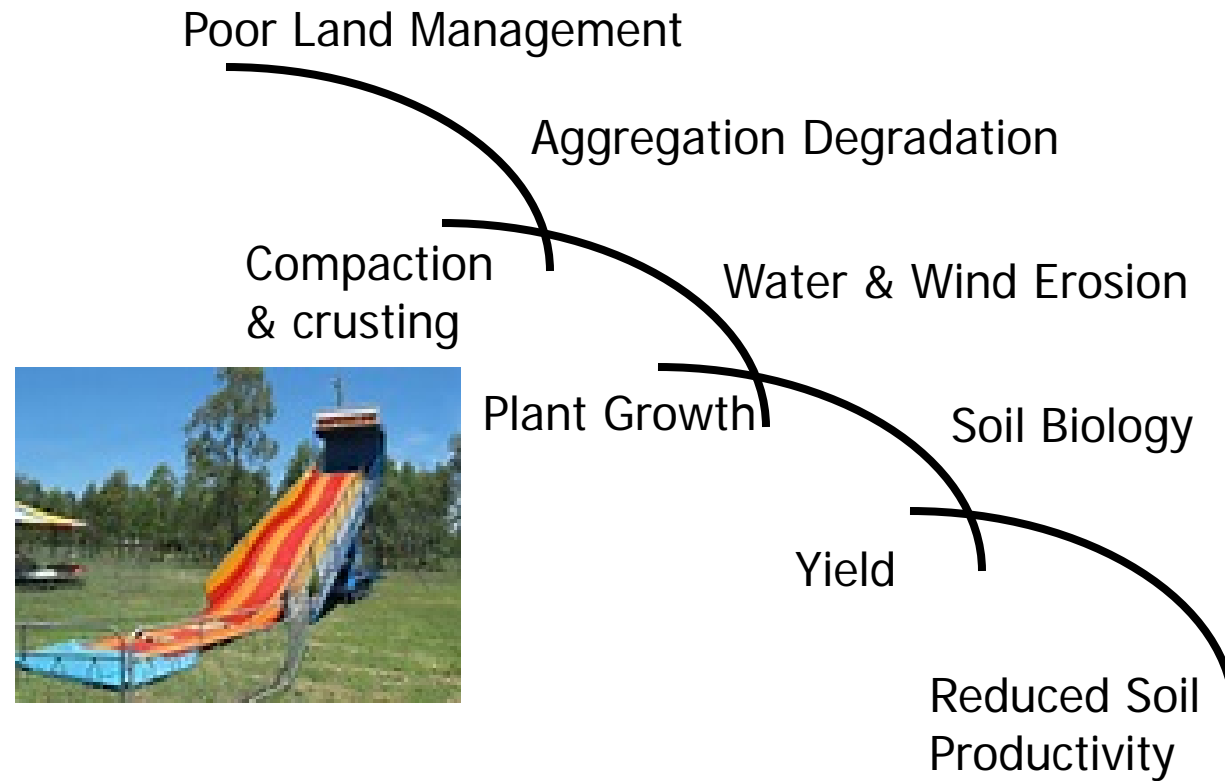 Poor Land Management
Aggregation Degradation
Compaction
& crusting
Water & Wind Erosion
Plant Growth
Soil Biology
Yield
Reduced Soil
Productivity